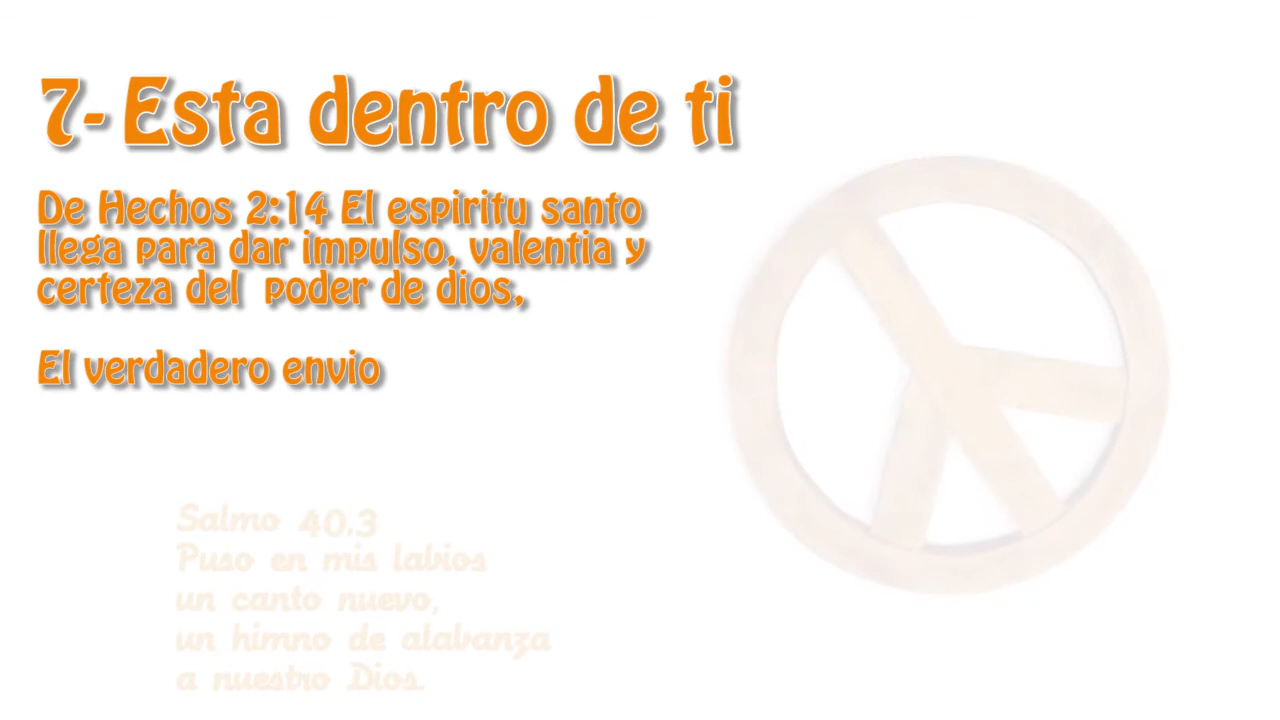 7- Esta dentro de ti
De Hechos 2:14 El espiritu santo
llega para dar impulso, valentia y
certeza del poder de dios,
El verdadero envio
Salmo 40.3
Puso en mis labios
un canto nuevo,
un himno de alabanza
a nuestro Dios.